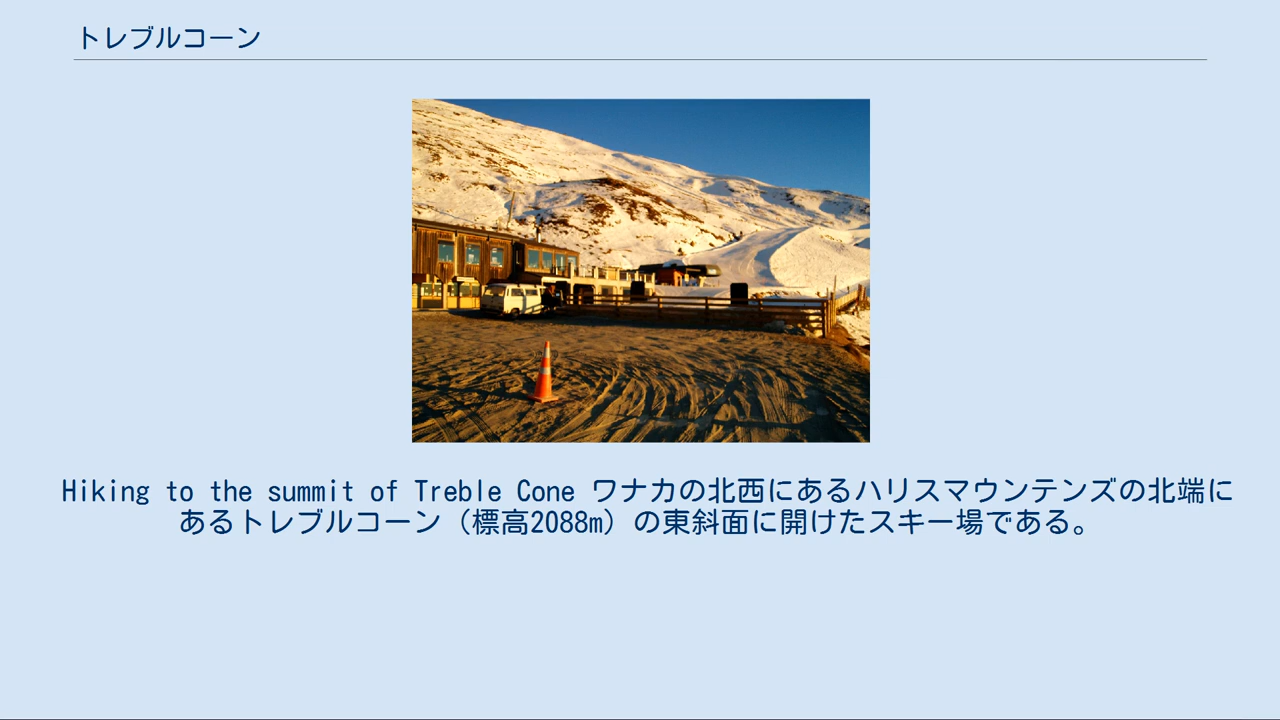 トレブルコーン
Hiking to the summit of Treble Cone ワナカの北西にあるハリスマウンテンズの北端に
あるトレブルコーン（標高2088m）の東斜面に開けたスキー場である。